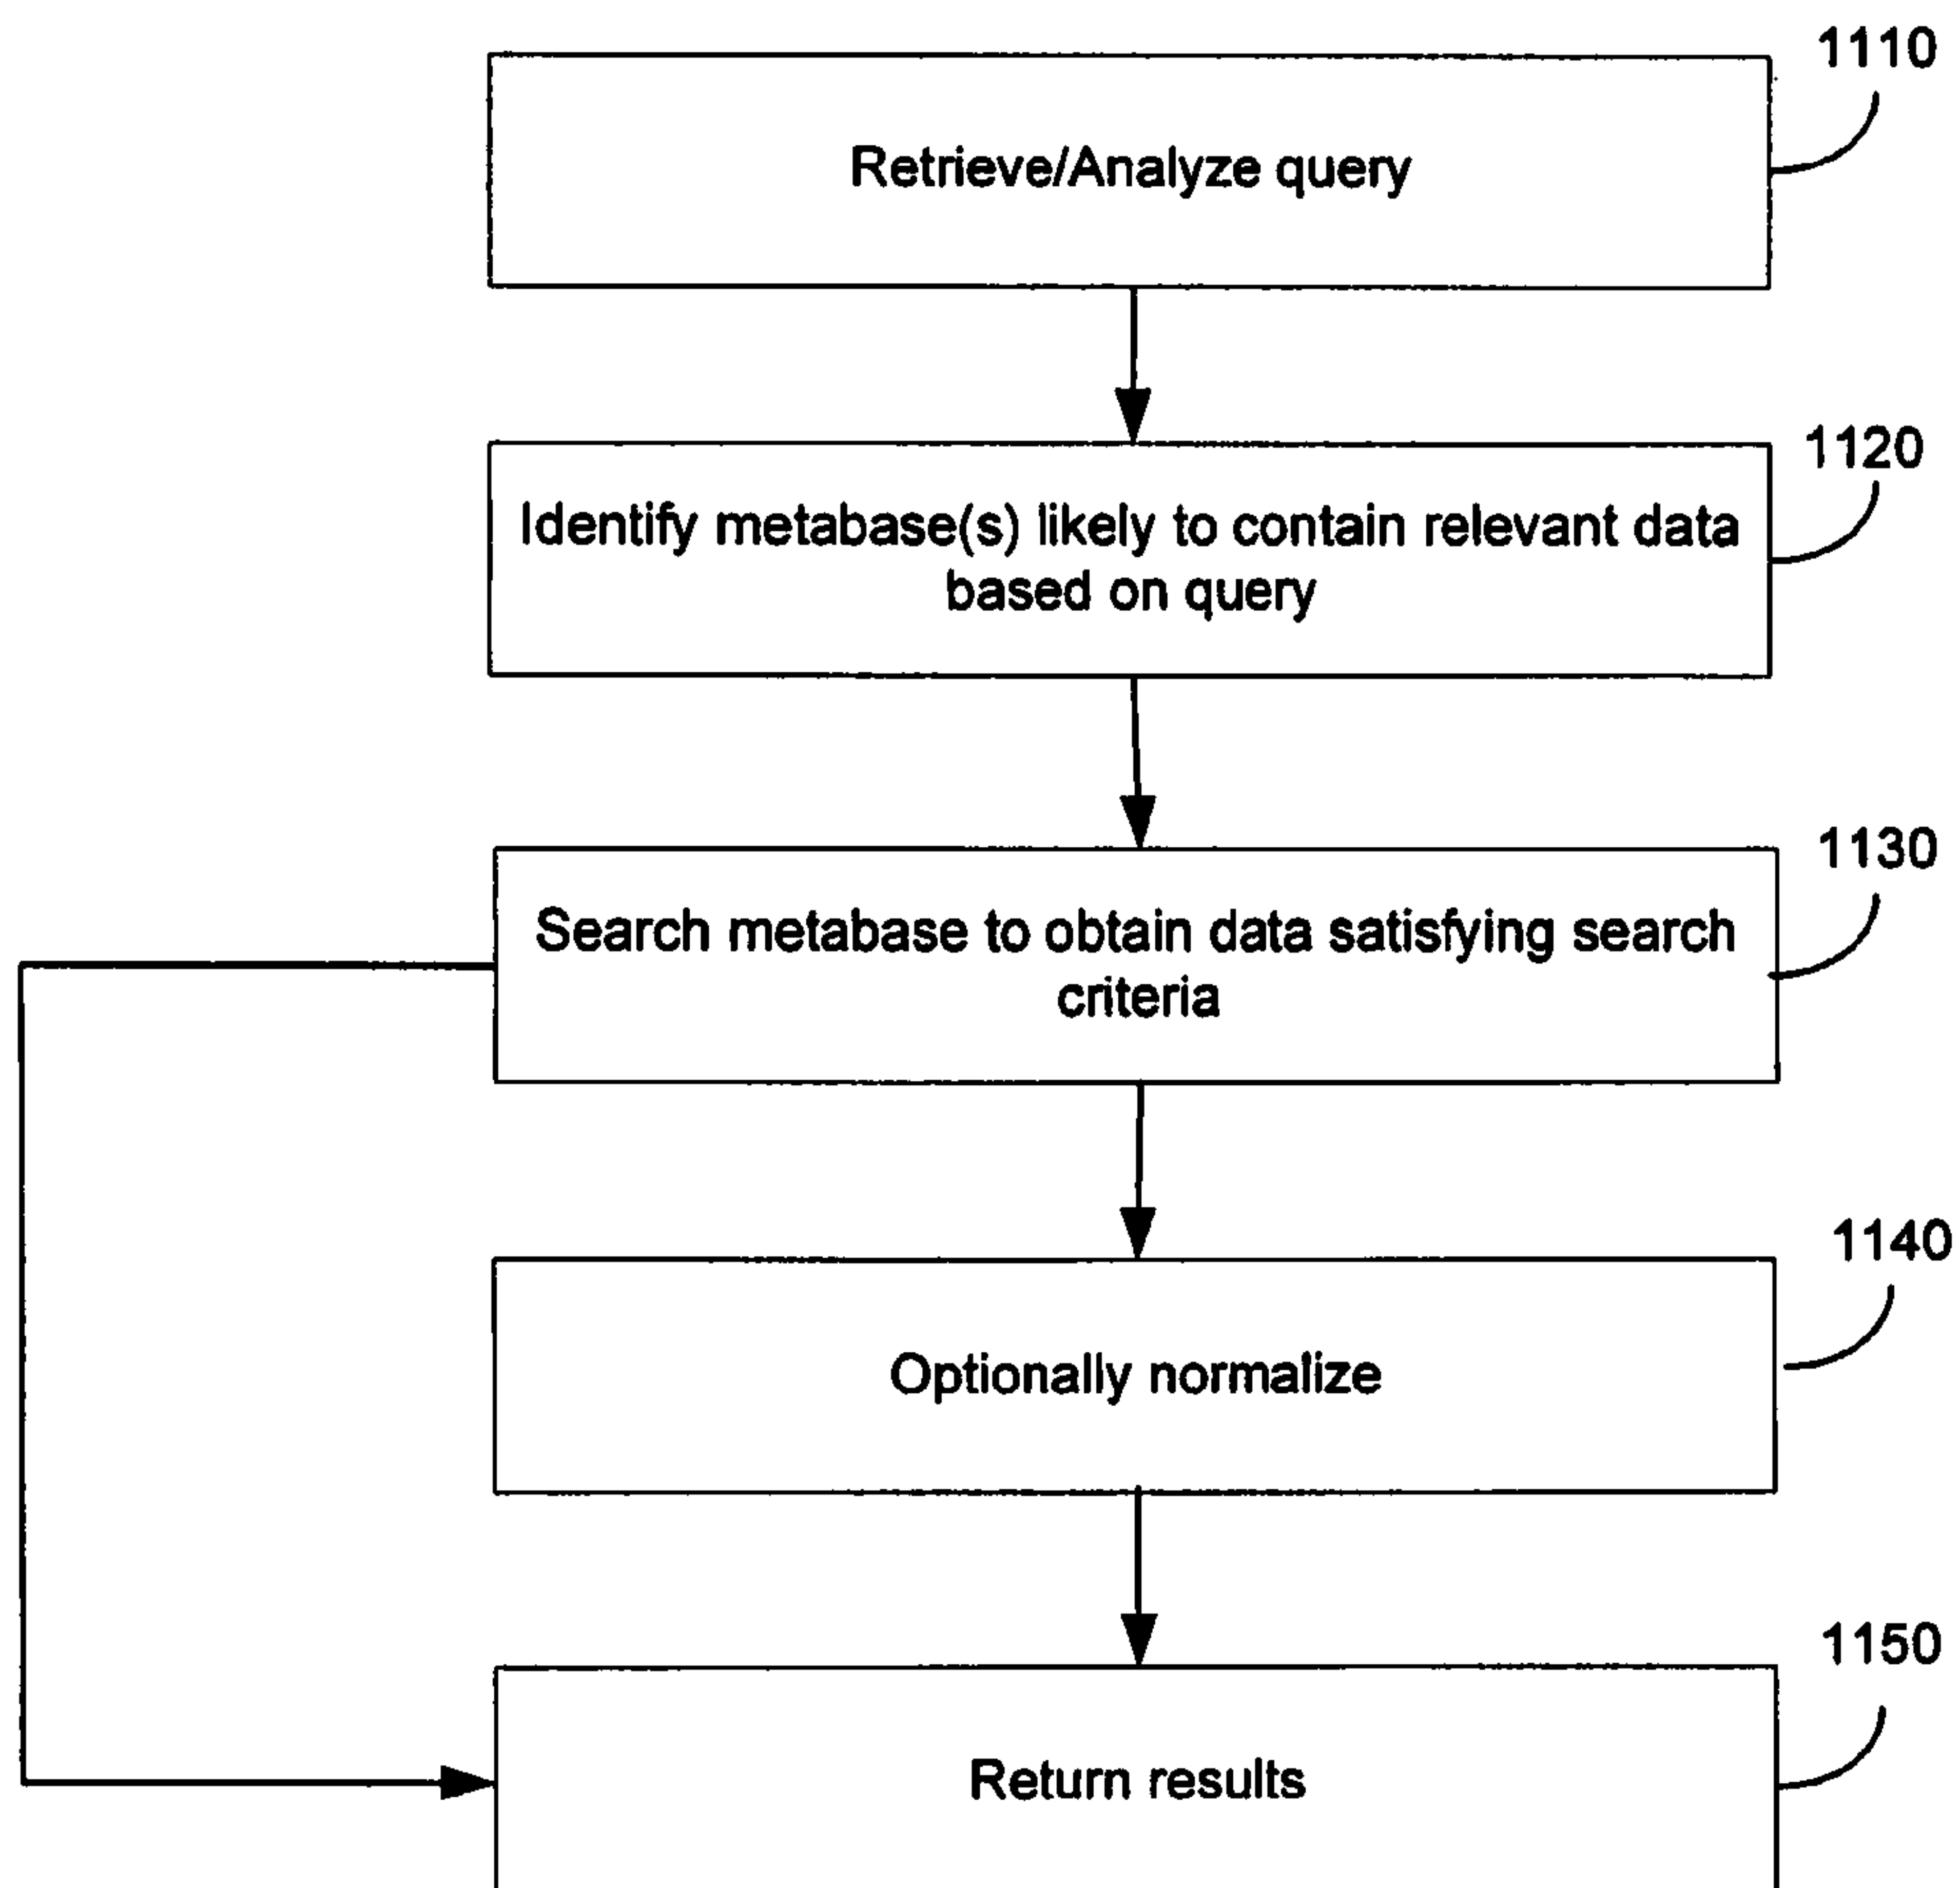 1110
Retrieve/Analyze query
1120
Identify metabase(s) likely to contain relevant data
based on query
1130
Search metabase to obtain data satisfying search
criteria
1140
Optionally normalize
1150
Return results